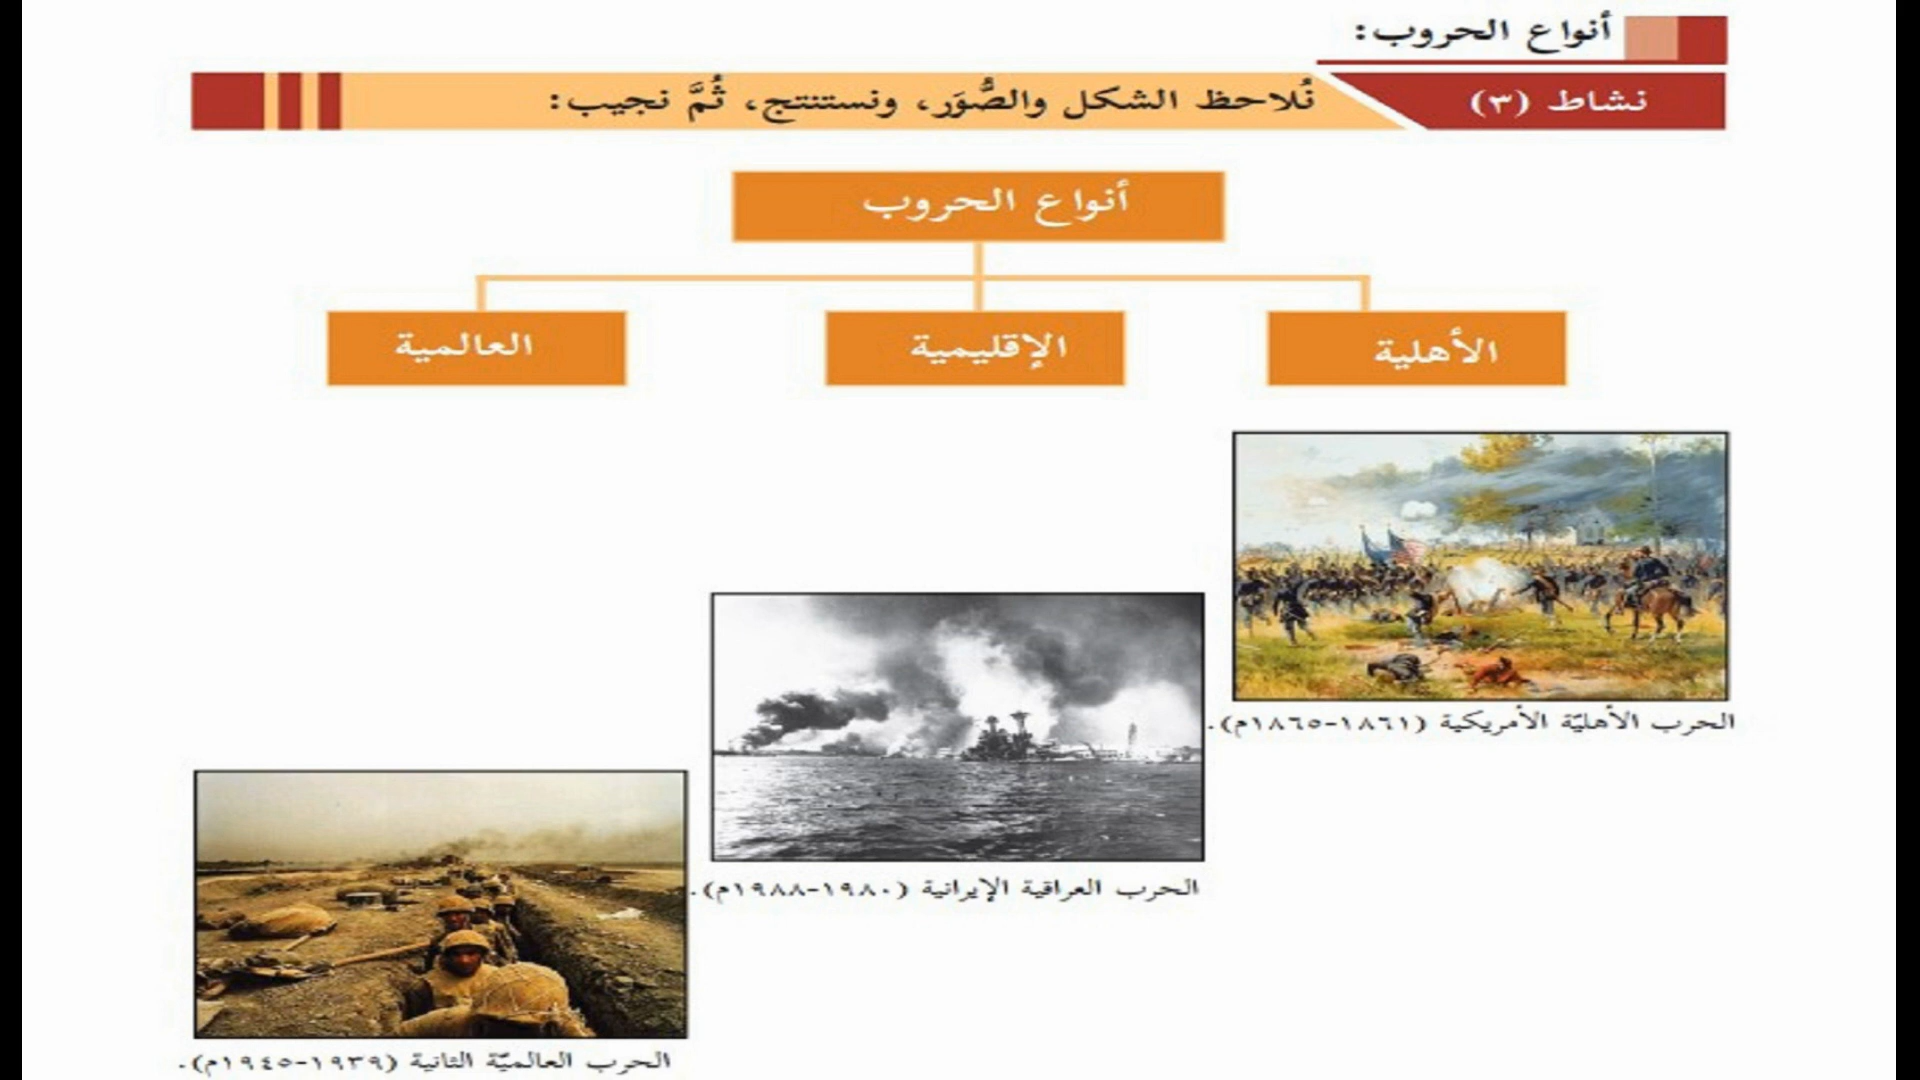 أنواع الحروب:
نشاط (٣) نُلاحظ الشكل والصُّوَر، ونستنتج، ثُمَّ نجيب:
أنواع الحروب
الأهلية الإقليمية العالمية
الحرب الأهليّة الأمريكية (١٨٦١-١٨٦٥م).
الحرب العراقية الإيرانية (١٩٨٠-١٩٨٨م).
الحرب العالميّة الثانية (١٩٣٩-١٩٤٥م).